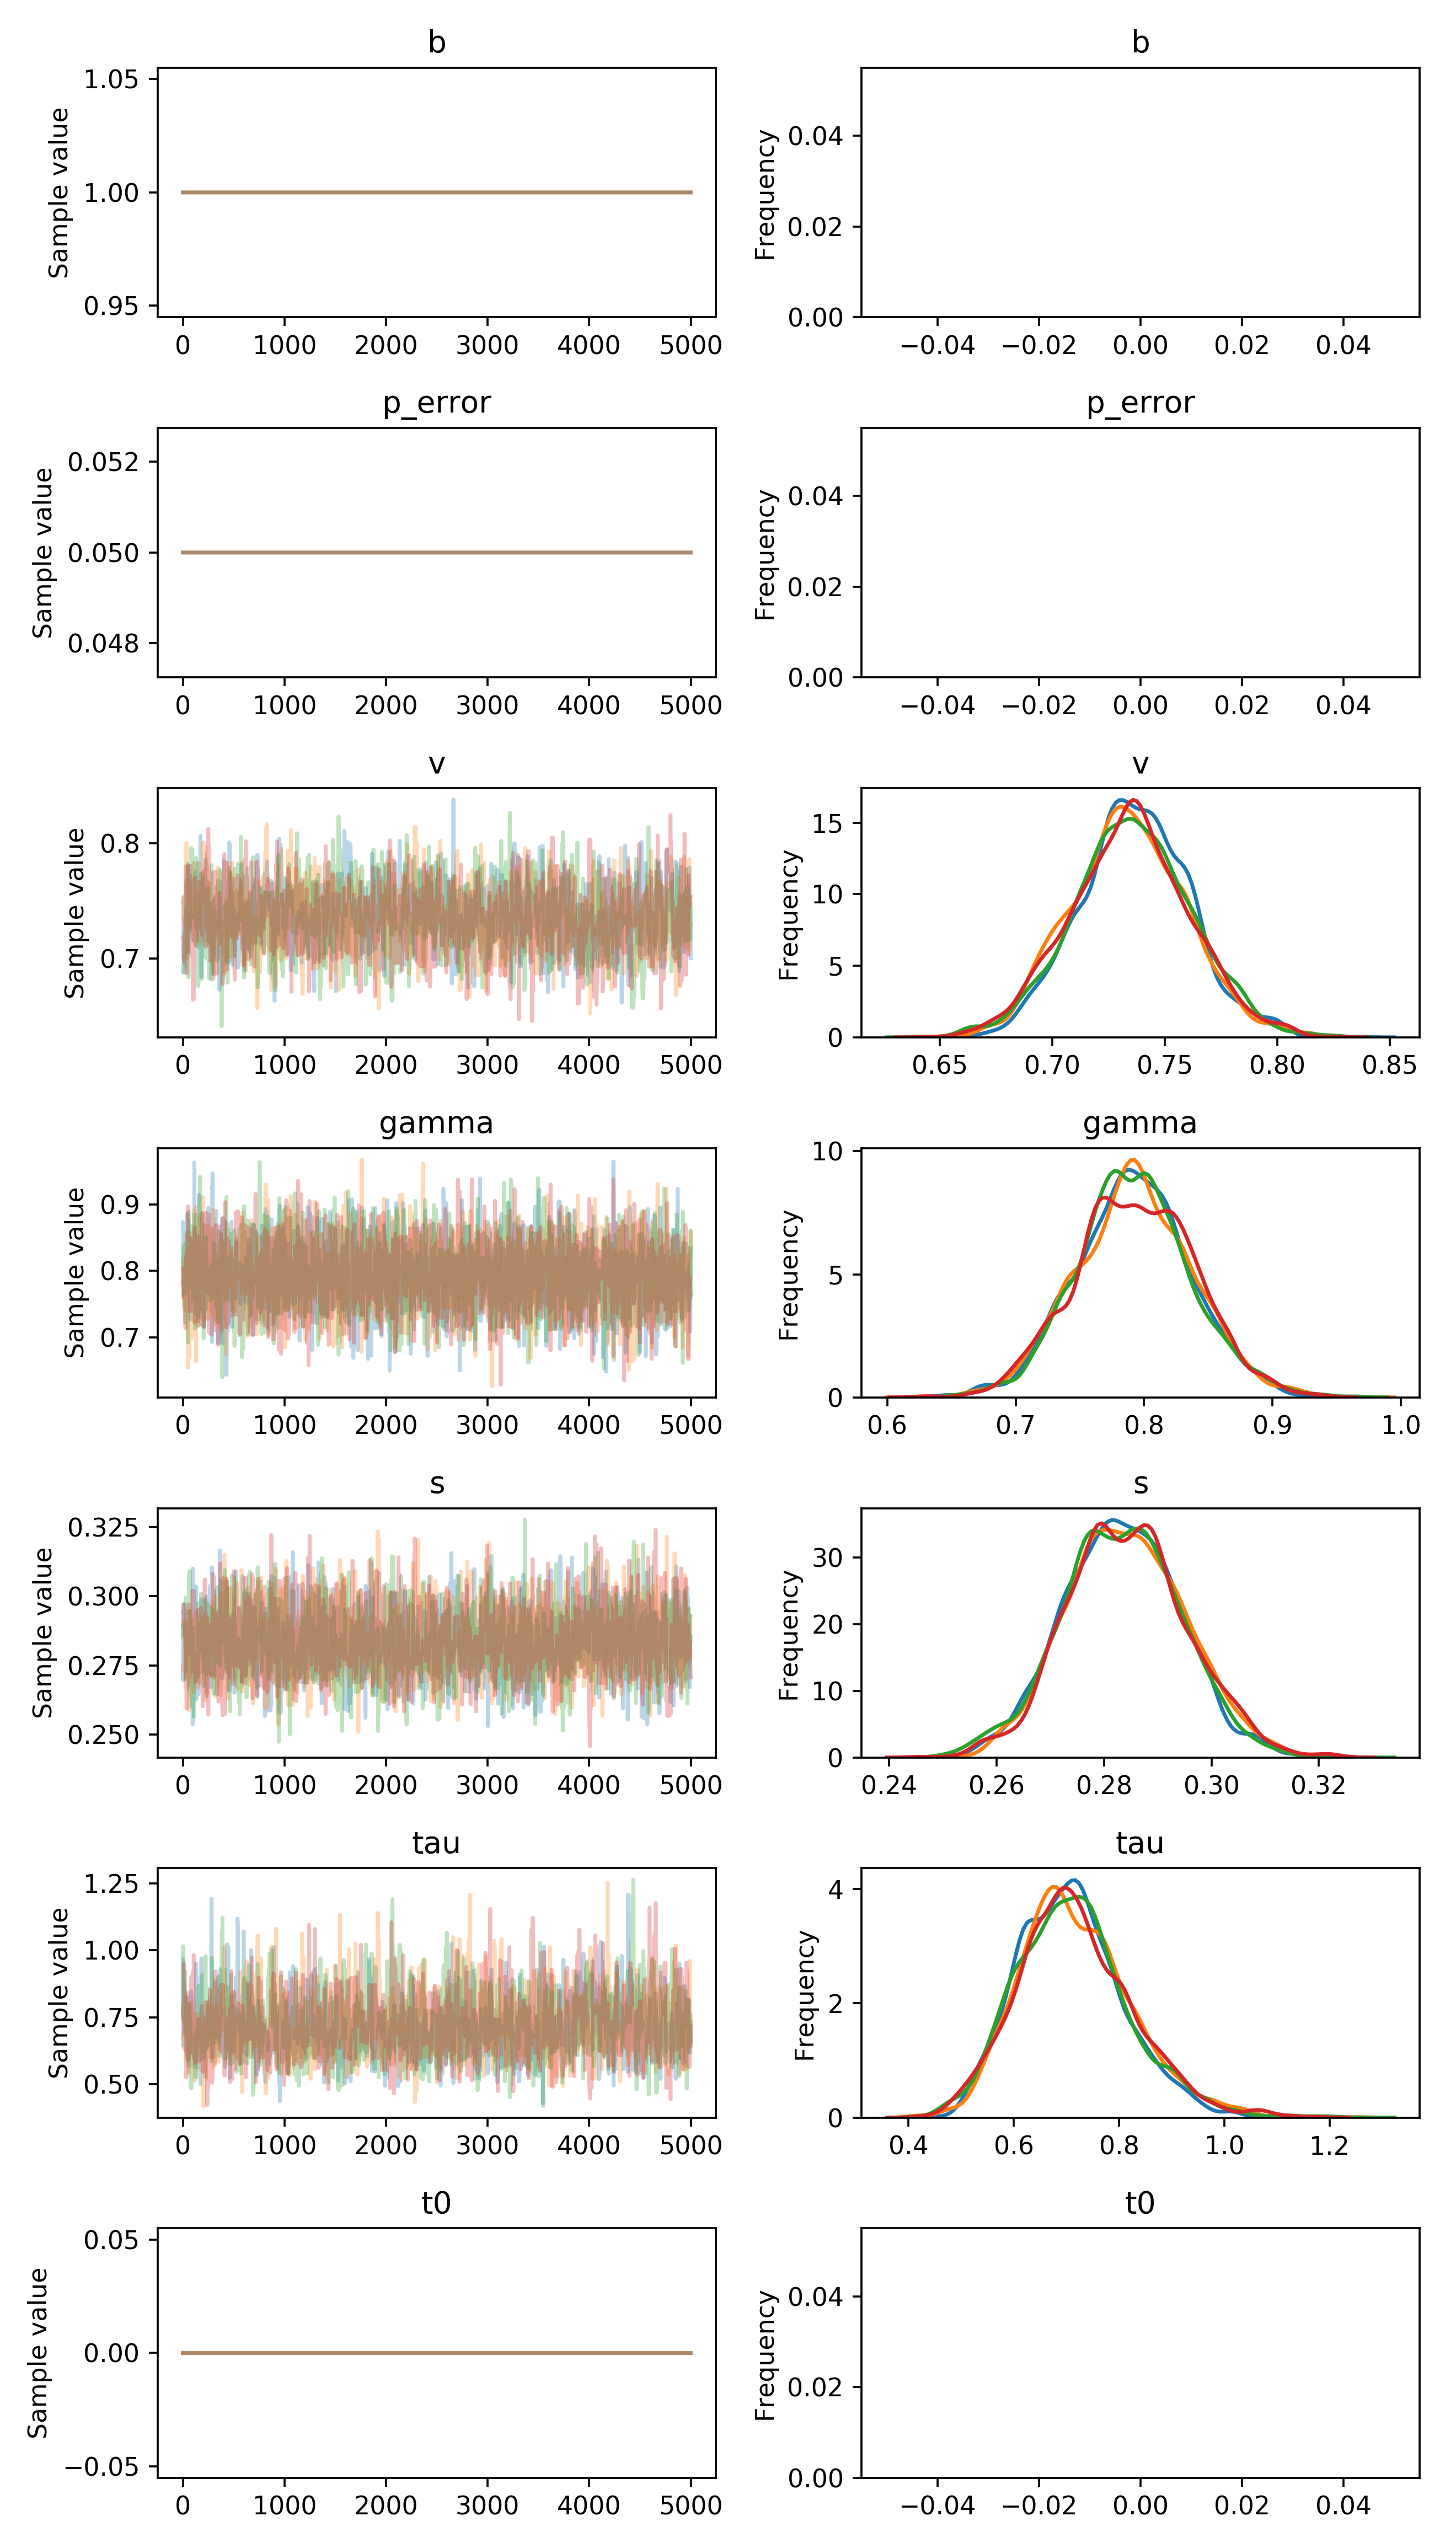 b
b
1.05
1.00
0.95
Sample value
0 1000 2000 3000 4000 5000
0.04
0.02
0.00
Frequency
−0.04 −0.02 0.00 0.02 0.04
p_error
p_error
0.052
0.050
0.048
Sample value
0 1000 2000 3000 4000 5000
0.04
0.02
0.00
Frequency
−0.04 −0.02 0.00 0.02 0.04
v
v
0.8
0.7
Sample value
0 1000 2000 3000 4000 5000
15
10
5
0
Frequency
0.65 0.70 0.75 0.80 0.85
gamma
gamma
0.9
0.8
0.7
Sample value
0 1000 2000 3000 4000 5000
10
5
0
Frequency
0.6 0.7 0.8 0.9 1.0
s
s
0.325
0.300
0.275
0.250
Sample value
0 1000 2000 3000 4000 5000
30
20
10
0
Frequency
0.24 0.26 0.28 0.30 0.32
tau
tau
1.25
1.00
0.75
0.50
Sample value
0 1000 2000 3000 4000 5000
4
2
0
Frequency
0.4 0.6 0.8 1.0 1.2
t0
t0
0.05
0.00
−0.05
Sample value
0 1000 2000 3000 4000 5000
0.04
0.02
0.00
Frequency
−0.04 −0.02 0.00 0.02 0.04